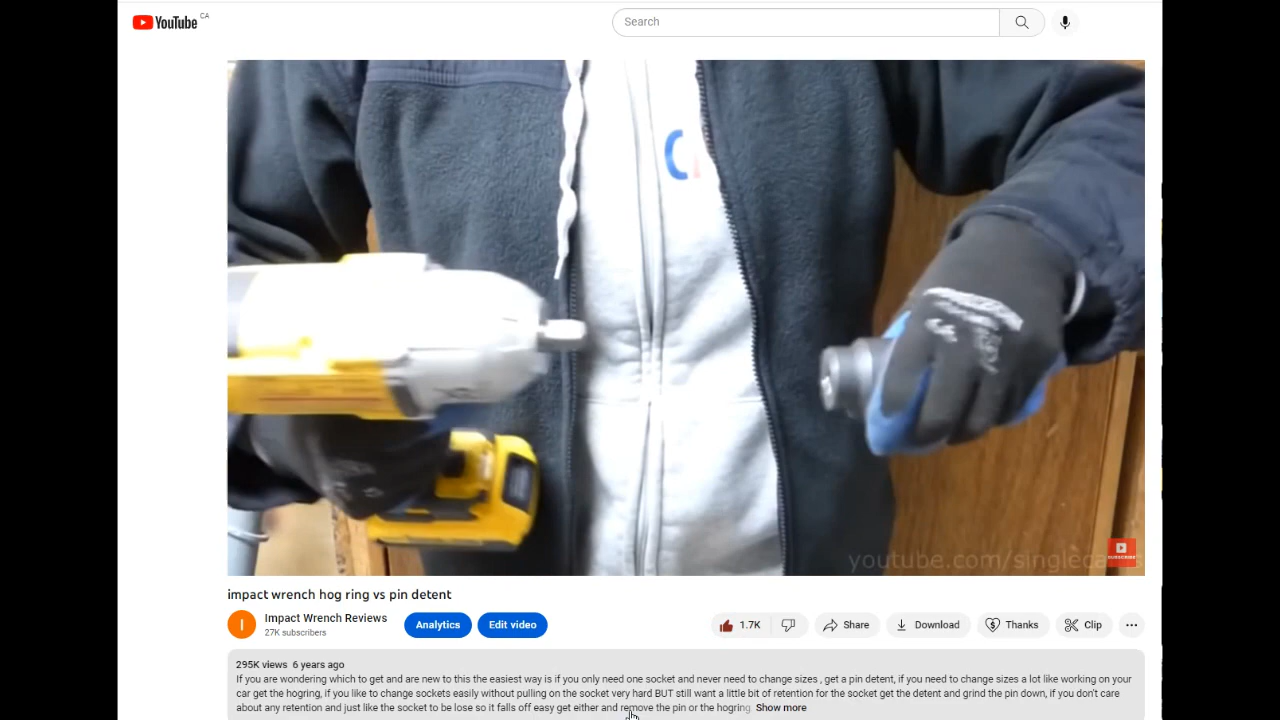 YouTube CA
Search
youtube.com/singleca
SUBSCRIBE
impact wrench hog ring vs pin detent
I
Impact Wrench Reviews
27K subscribers
Analytics
Edit video
1.7K
Share
Download
Thanks
Clip
295K views 6 years ago
If you are wondering which to get and are new to this the easiest way is if you only need one socket and never need to change sizes , get a pin detent, if you need to change sizes a lot like working on your
car get the hogring, if you like to change sockets easily without pulling on the socket very hard BUT still want a little bit of retention for the socket get the detent and grind the pin down, if you don't care
about any retention and just like the socket to be lose so it falls off easy get either and remove the pin or the hogring Show more